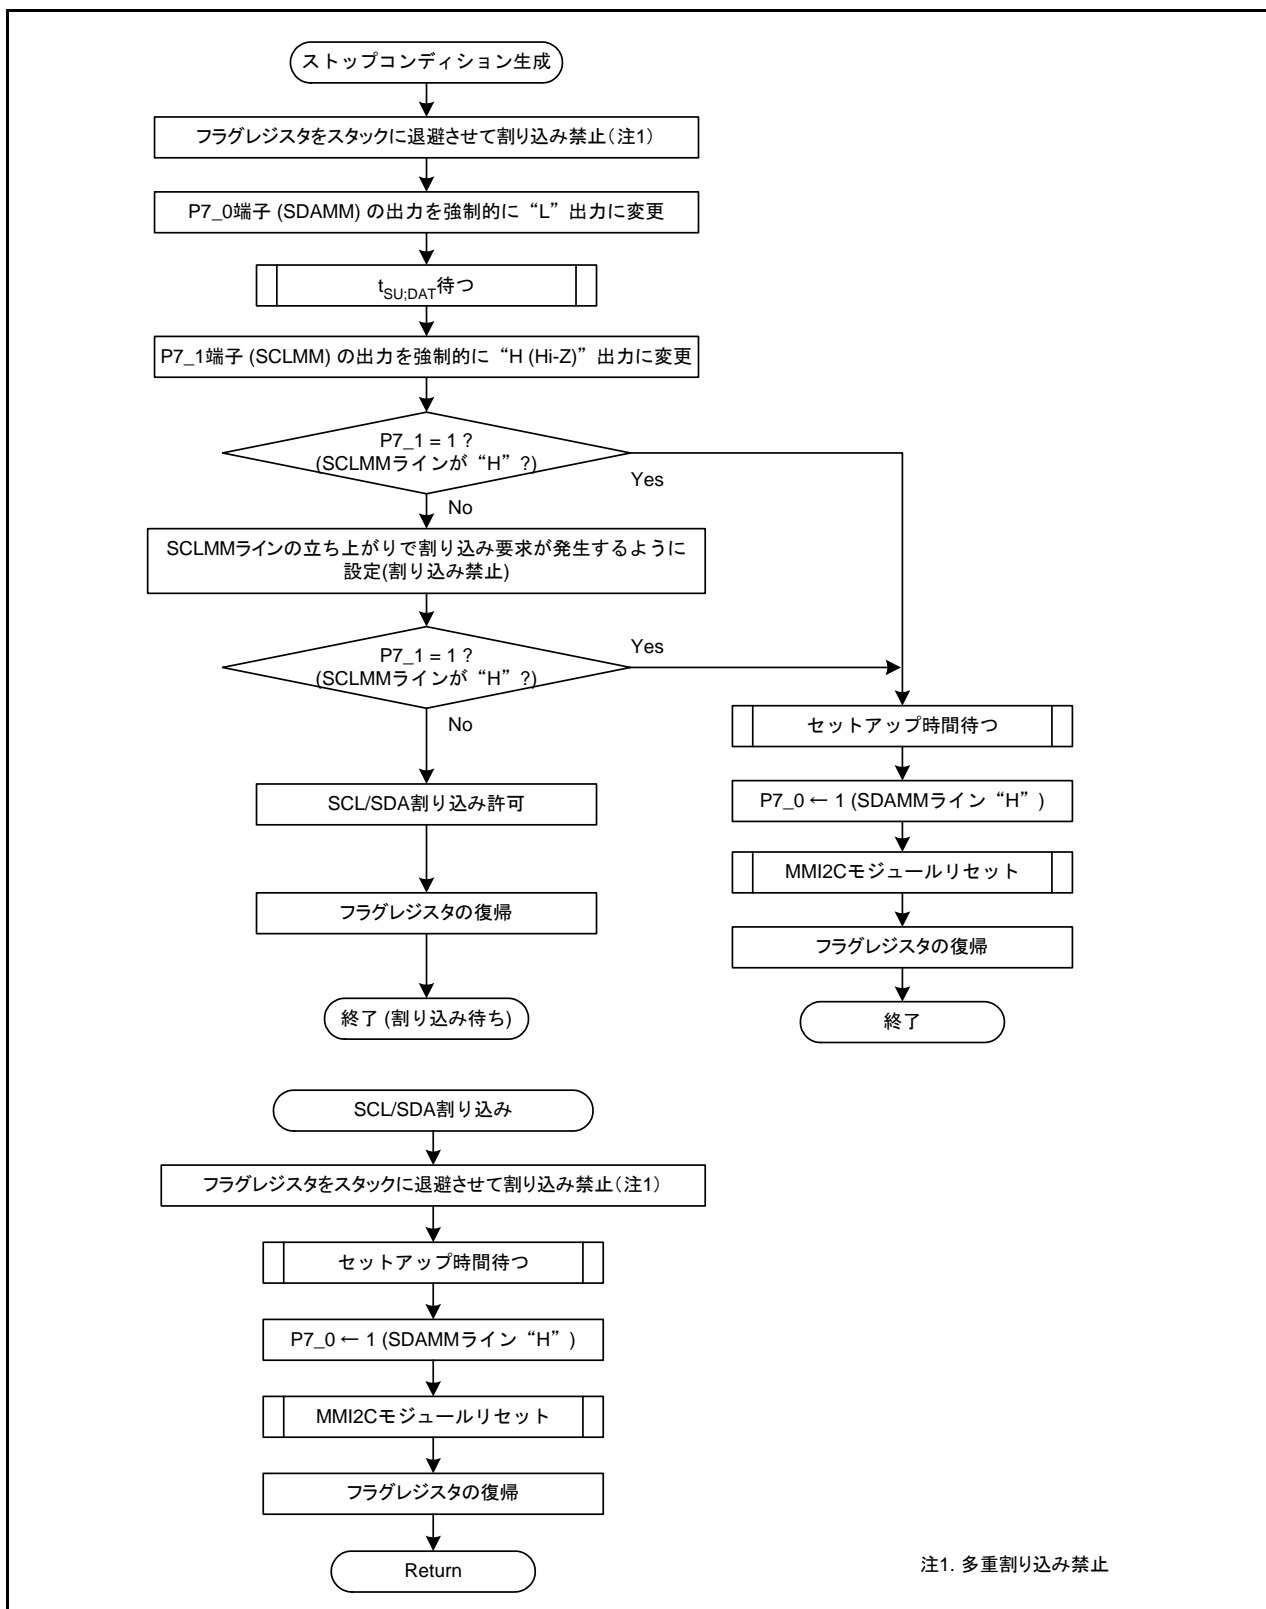 ストップコンディション生成
フラグレジスタをスタックに退避させて割り込み禁止(注1)
P7_0端子 (SDAMM) の出力を強制的に“L”出力に変更
tSU;DAT待つ
P7_1端子 (SCLMM) の出力を強制的に“H (Hi-Z)”出力に変更
P7_1 = 1 ?
(SCLMMラインが“H”?)
Yes
No
SCLMMラインの立ち上がりで割り込み要求が発生するように
設定(割り込み禁止)
P7_1 = 1 ?
(SCLMMラインが“H”?)
Yes
No
SCL/SDA割り込み許可
フラグレジスタの復帰
終了 (割り込み待ち)
セットアップ時間待つ
P7_0 ← 1 (SDAMMライン“H”)
MMI2Cモジュールリセット
フラグレジスタの復帰
終了
SCL/SDA割り込み
フラグレジスタをスタックに退避させて割り込み禁止(注1)
セットアップ時間待つ
P7_0 ← 1 (SDAMMライン“H”)
MMI2Cモジュールリセット
フラグレジスタの復帰
Return
注1. 多重割り込み禁止